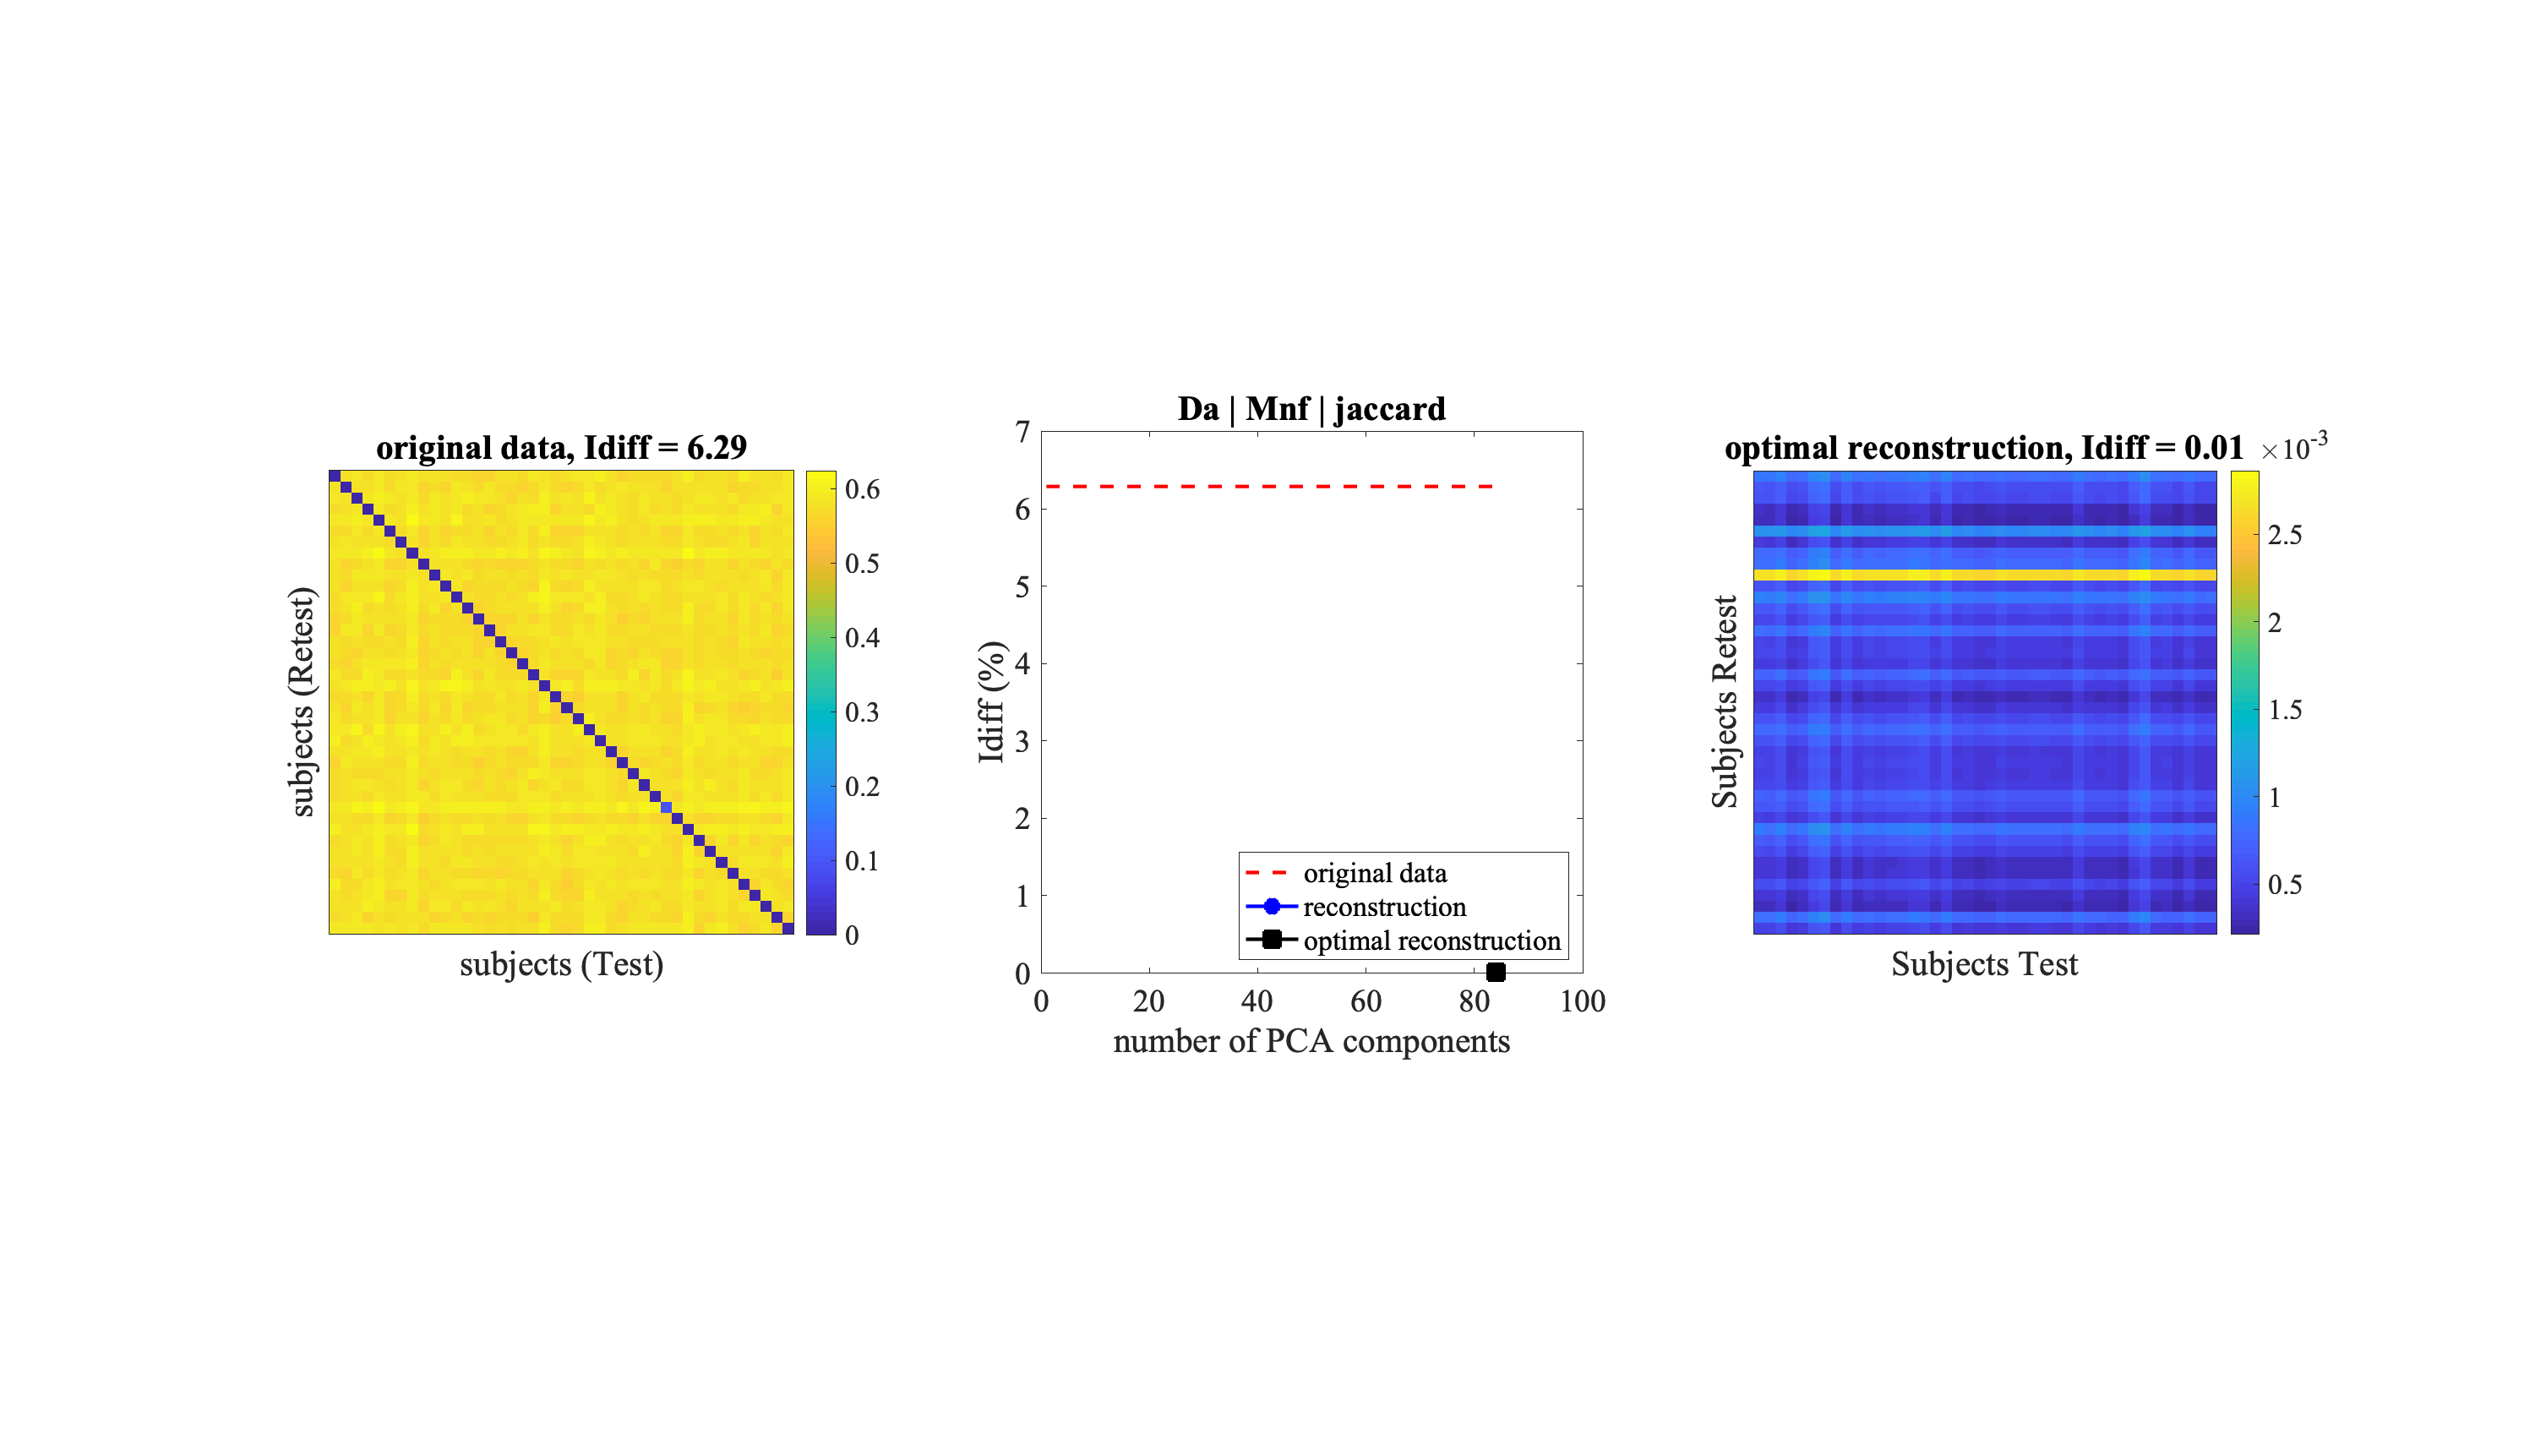 original data, Idiff = 6.29
0.6
0.5
0.4
0.3
0.2
0.1
0
subjects (Retest)
subjects (Test)
Da | Mnf | jaccard
7
6
5
4
3
2
1
0
Idiff (%)
original data
reconstruction
optimal reconstruction
0 20 40 60 80 100
number of PCA components
optimal reconstruction, Idiff = 0.01 ×10-3
2.5
2
1.5
1
0.5
Subjects Retest
Subjects Test